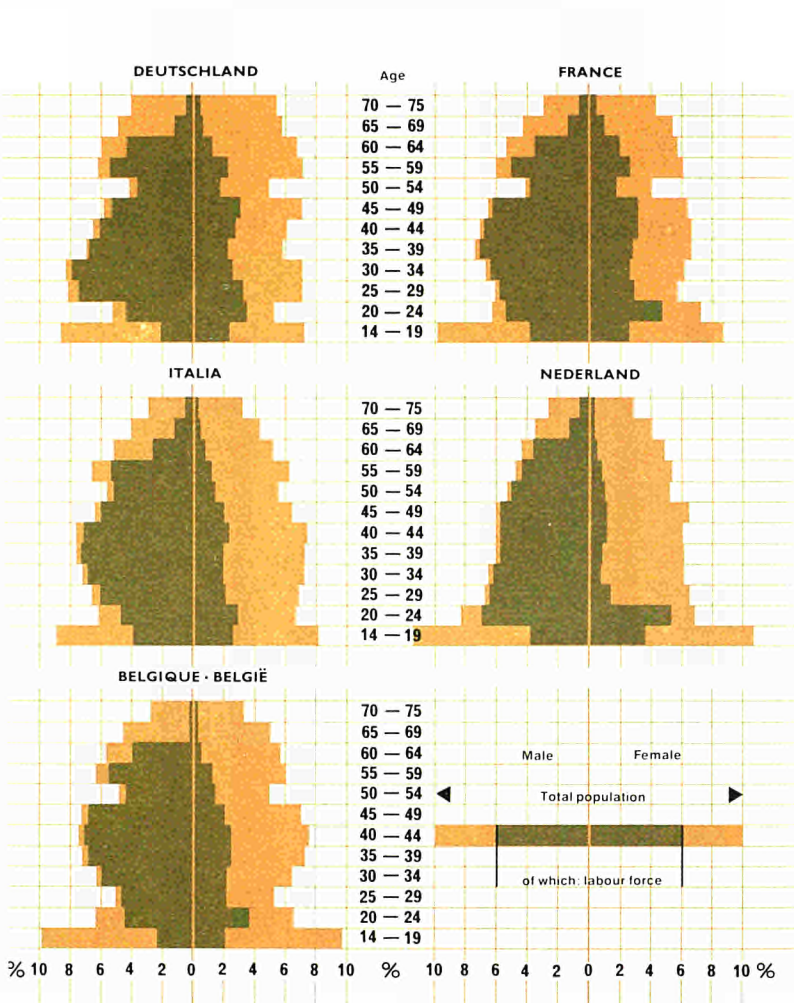 DEUTSCHLAND
Age
FRANCE
70 — 75
65 — 69
60 — 64
55 — 59
50 — 54
45 — 49
40 — 44
35 — 39
30 — 34
25 — 29
20 — 24
14 — 19
ITALIA
NEDERLAND
70 — 75
65 — 69
60 — 64
55 — 59
50 — 54
45 — 49
40 — 44
35 — 39
30 — 34
25 — 29
20 — 24
14 — 19
BELGIQUE · BELGIË
70 — 75
65 — 69
60 — 64
55 — 59
50 — 54
45 — 49
40 — 44
35 — 39
30 — 34
25 — 29
20 — 24
14 — 19
Male Female
Total population
of which: labour force
% 10 8 6 4 2 0 2 4 6 8 10 % 10 8 6 4 2 0 2 4 6 8 10 %